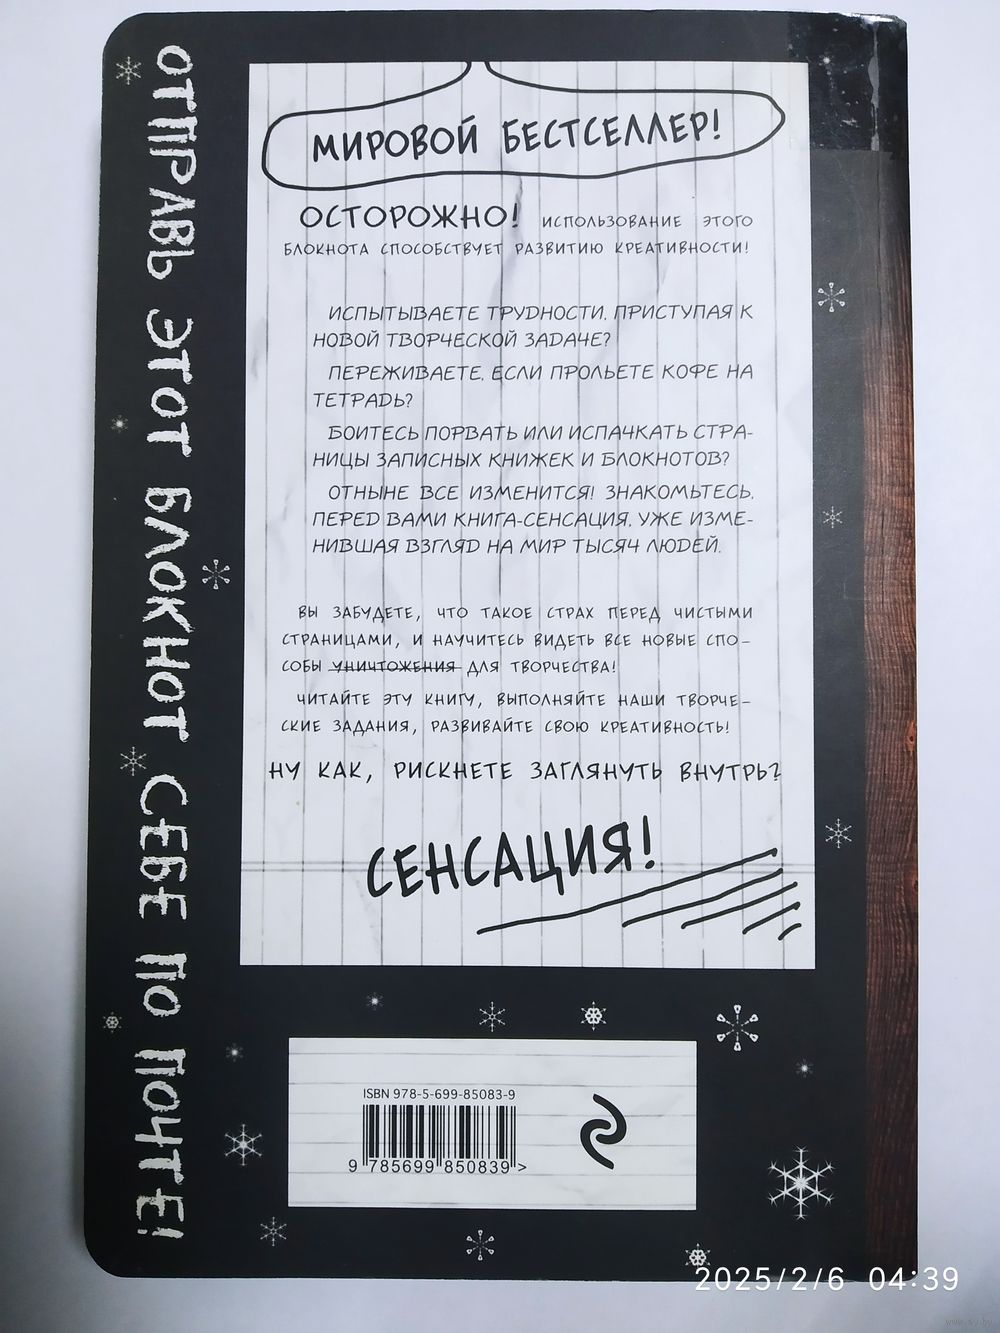 ОТПРАВЬ ЭТОТ БЛОКНОТ СЕБЕ ПО ПОЧТЕ!
МИРОВОЙ БЕСТСЕЛЛЕР!
ОСТОРОЖНО! ИСПОЛЬЗОВАНИЕ ЭТОГО
БЛОКНОТА СПОСОБСТВУЕТ РАЗВИТИЮ КРЕАТИВНОСТИ!
ИСПЫТЫВАЕТЕ ТРУДНОСТИ, ПРИСТУПАЯ К
НОВОЙ ТВОРЧЕСКОЙ ЗАДАЧЕ?
ПЕРЕЖИВАЕТЕ, ЕСЛИ ПРОЛЬЕТЕ КОФЕ НА
ТЕТРАДЬ?
БОИТЕСЬ ПОРВАТЬ ИЛИ ИСПАЧКАТЬ СТРА-
НИЦЫ ЗАПИСНЫХ КНИЖЕК И БЛОКНОТОВ?
ОТНЫНЕ ВСЕ ИЗМЕНИТСЯ! ЗНАКОМЬТЕСЬ,
ПЕРЕД ВАМИ КНИГА-СЕНСАЦИЯ, УЖЕ ИЗМЕ-
НИВШАЯ ВЗГЛЯД НА МИР ТЫСЯЧ ЛЮДЕЙ.
ВЫ ЗАБУДЕТЕ, ЧТО ТАКОЕ СТРАХ ПЕРЕД ЧИСТЫМИ
СТРАНИЦАМИ, И НАУЧИТЕСЬ ВИДЕТЬ ВСЕ НОВЫЕ СПО-
СОБЫ УНИЧТОЖЕНИЯ ДЛЯ ТВОРЧЕСТВА!
ЧИТАЙТЕ ЭТУ КНИГУ, ВЫПОЛНЯЙТЕ НАШИ ТВОРЧЕ-
СКИЕ ЗАДАНИЯ, РАЗВИВАЙТЕ СВОЮ КРЕАТИВНОСТЬ!
НУ КАК, РИСКНЕТЕ ЗАГЛЯНУТЬ ВНУТРЬ?
СЕНСАЦИЯ!
ISBN 978-5-699-85083-9
9 785699 850839 >
2025/2/6 04:39